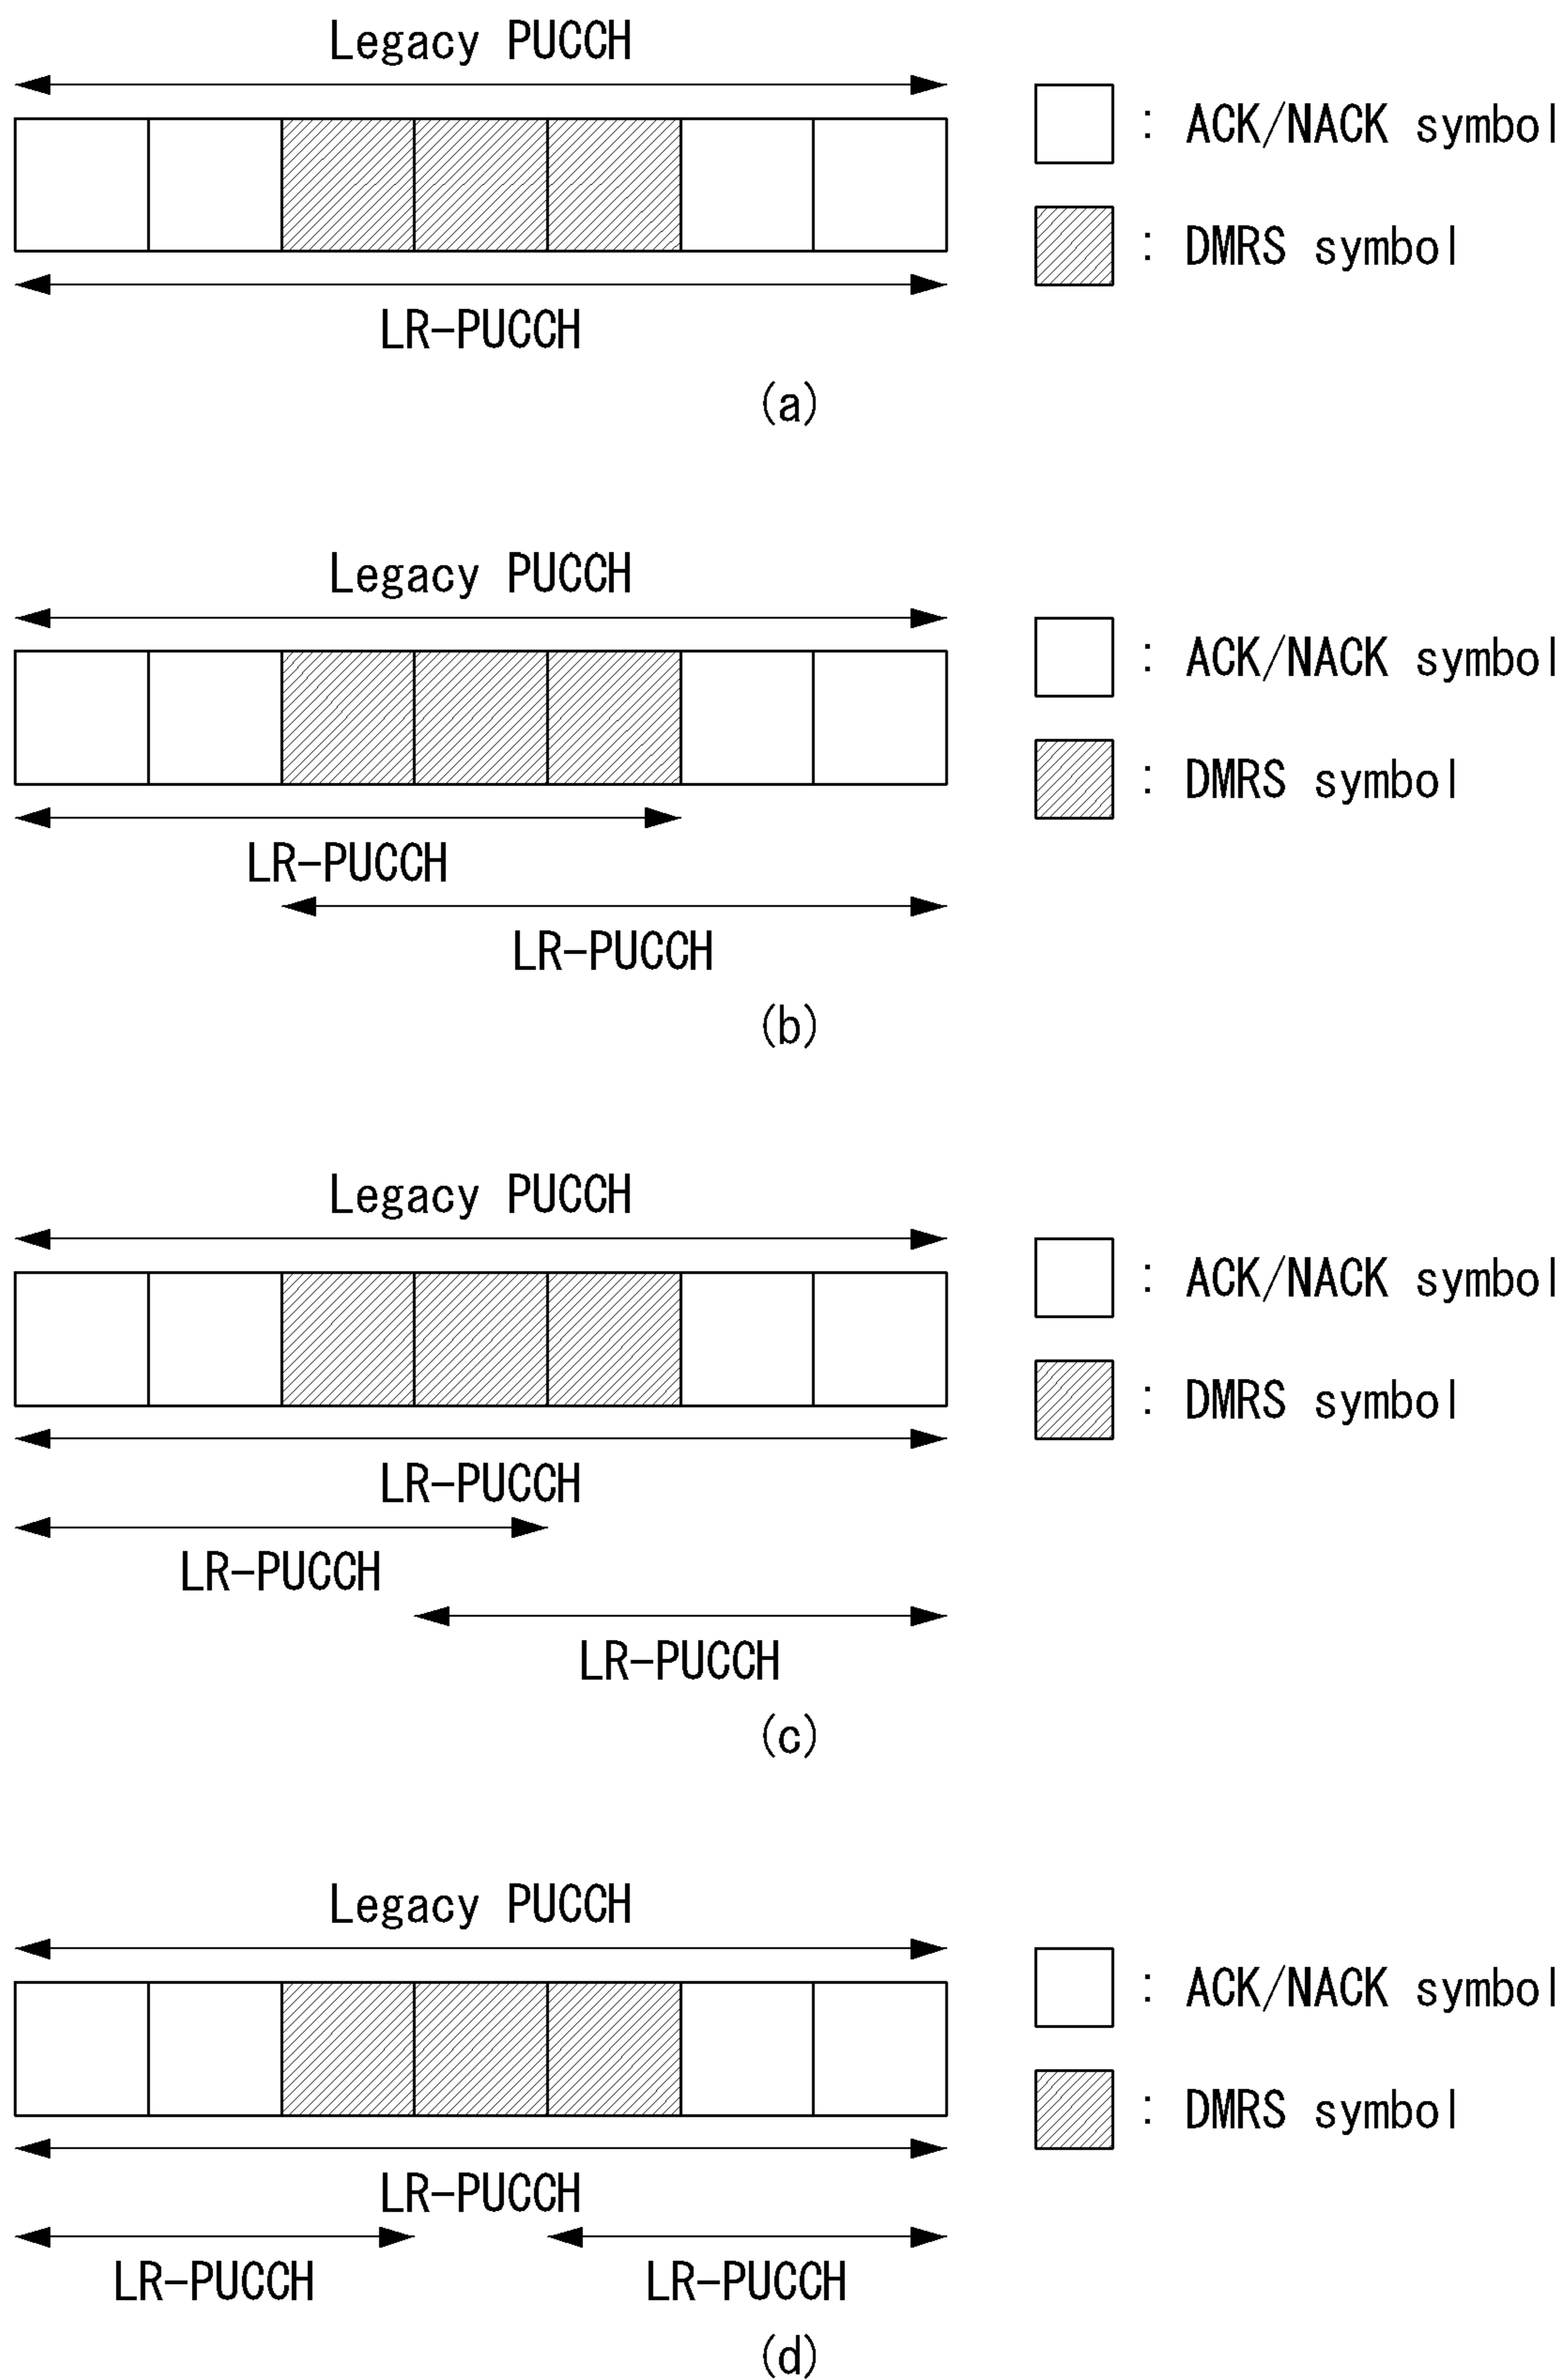 Legacy PUCCH
: ACK/NACK symbol
: DMRS symbol
LR-PUCCH
(a)
Legacy PUCCH
: ACK/NACK symbol
: DMRS symbol
LR-PUCCH
LR-PUCCH
(b)
Legacy PUCCH
: ACK/NACK symbol
: DMRS symbol
LR-PUCCH
LR-PUCCH
LR-PUCCH
(c)
Legacy PUCCH
: ACK/NACK symbol
: DMRS symbol
LR-PUCCH
LR-PUCCH LR-PUCCH
(d)